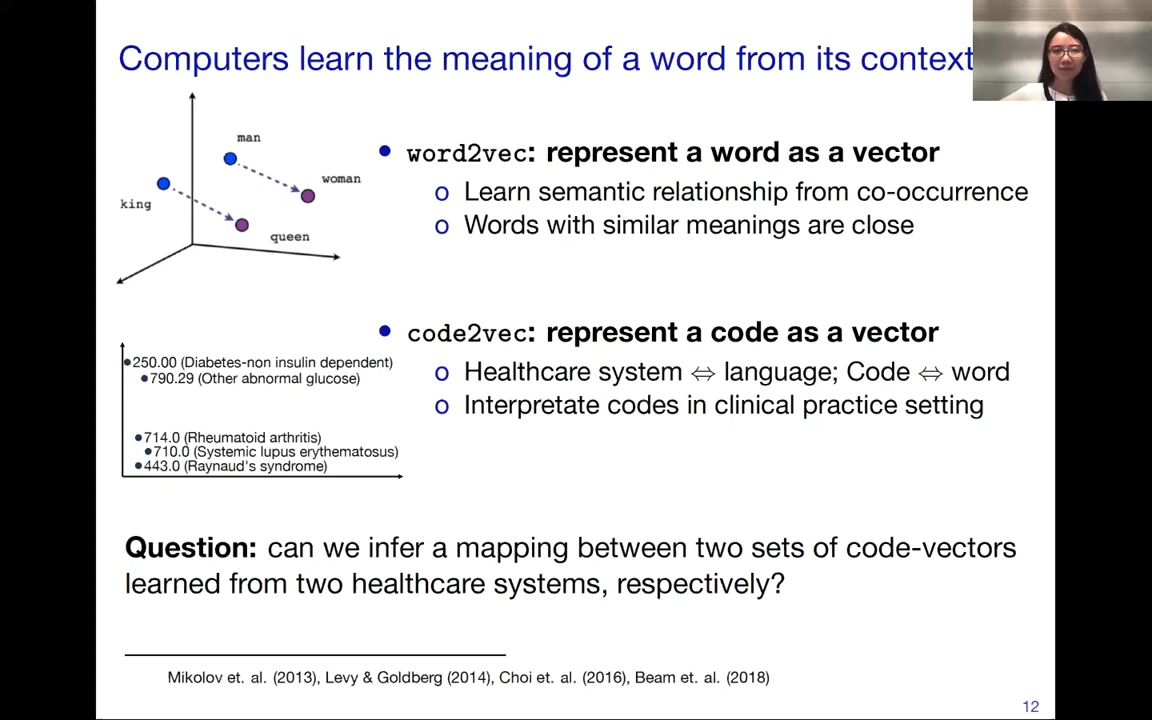 Computers learn the meaning of a word from its context
man
woman
king
queen
• word2vec: represent a word as a vector
o Learn semantic relationship from co-occurrence
o Words with similar meanings are close
• code2vec: represent a code as a vector
o Healthcare system ⇔ language; Code ⇔ word
o Interpretate codes in clinical practice setting
250.00 (Diabetes-non insulin dependent)
790.29 (Other abnormal glucose)
714.0 (Rheumatoid arthritis)
710.0 (Systemic lupus erythematosus)
443.0 (Raynaud's syndrome)
Question: can we infer a mapping between two sets of code-vectors
learned from two healthcare systems, respectively?
Mikolov et. al. (2013), Levy & Goldberg (2014), Choi et. al. (2016), Beam et. al. (2018)
12